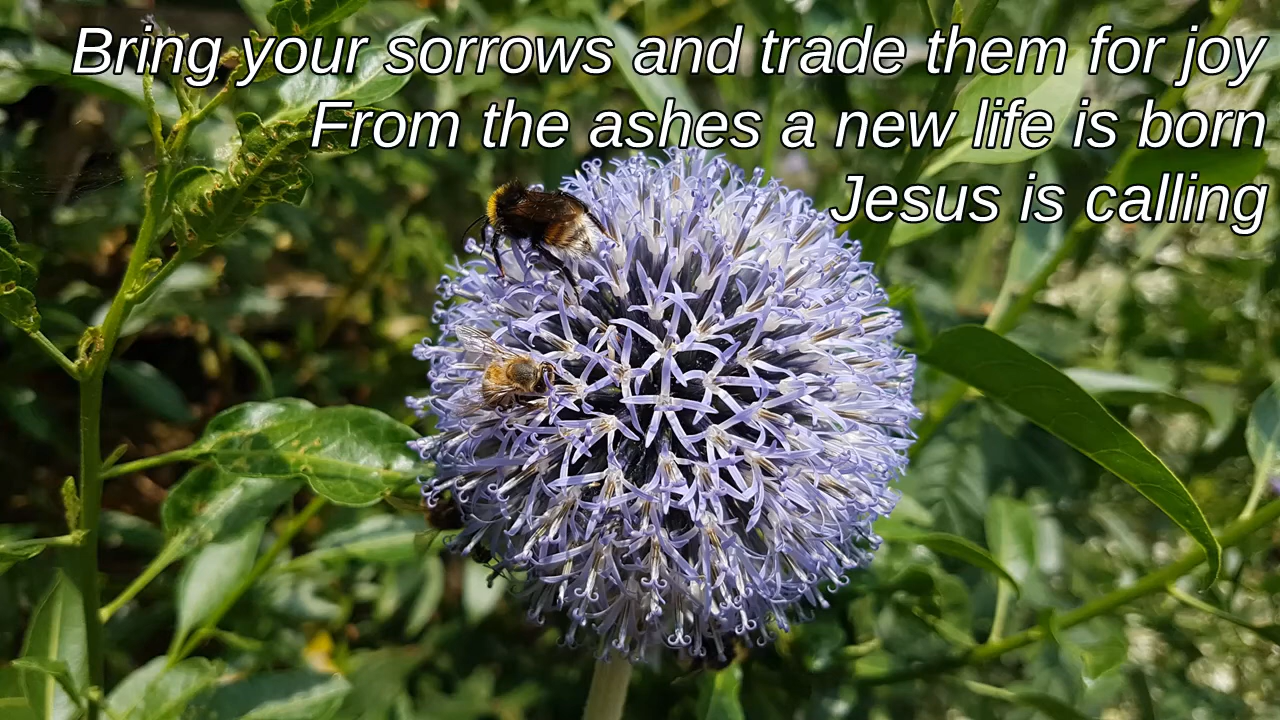 Bring your sorrows and trade them for joy
From the ashes a new life is born
Jesus is calling